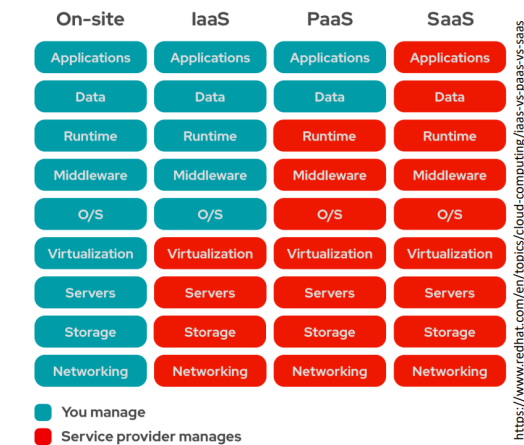 On-site IaaS PaaS SaaS
Applications Applications Applications Applications
Data Data Data Data
Runtime Runtime Runtime Runtime
Middleware Middleware Middleware Middleware
O/S O/S O/S O/S
Virtualization Virtualization Virtualization Virtualization
Servers Servers Servers Servers
Storage Storage Storage Storage
Networking Networking Networking Networking
You manage
Service provider manages
https://www.redhat.com/en/topics/cloud-computing/iaas-vs-paas-vs-saas